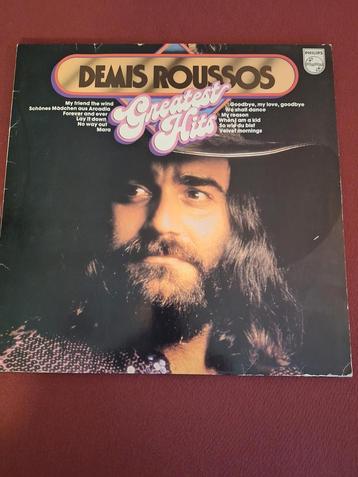 PHILIPS
DEMIS ROUSSOS
Greatest
Hits
My friend the wind
Schönes Mädchen aus Arcadia
Forever and ever
Lay it down
No way out
Mara
Goodbye, my love, goodbye
We shall dance
My reason
When I am a kid
So wie du bist
Velvet mornings